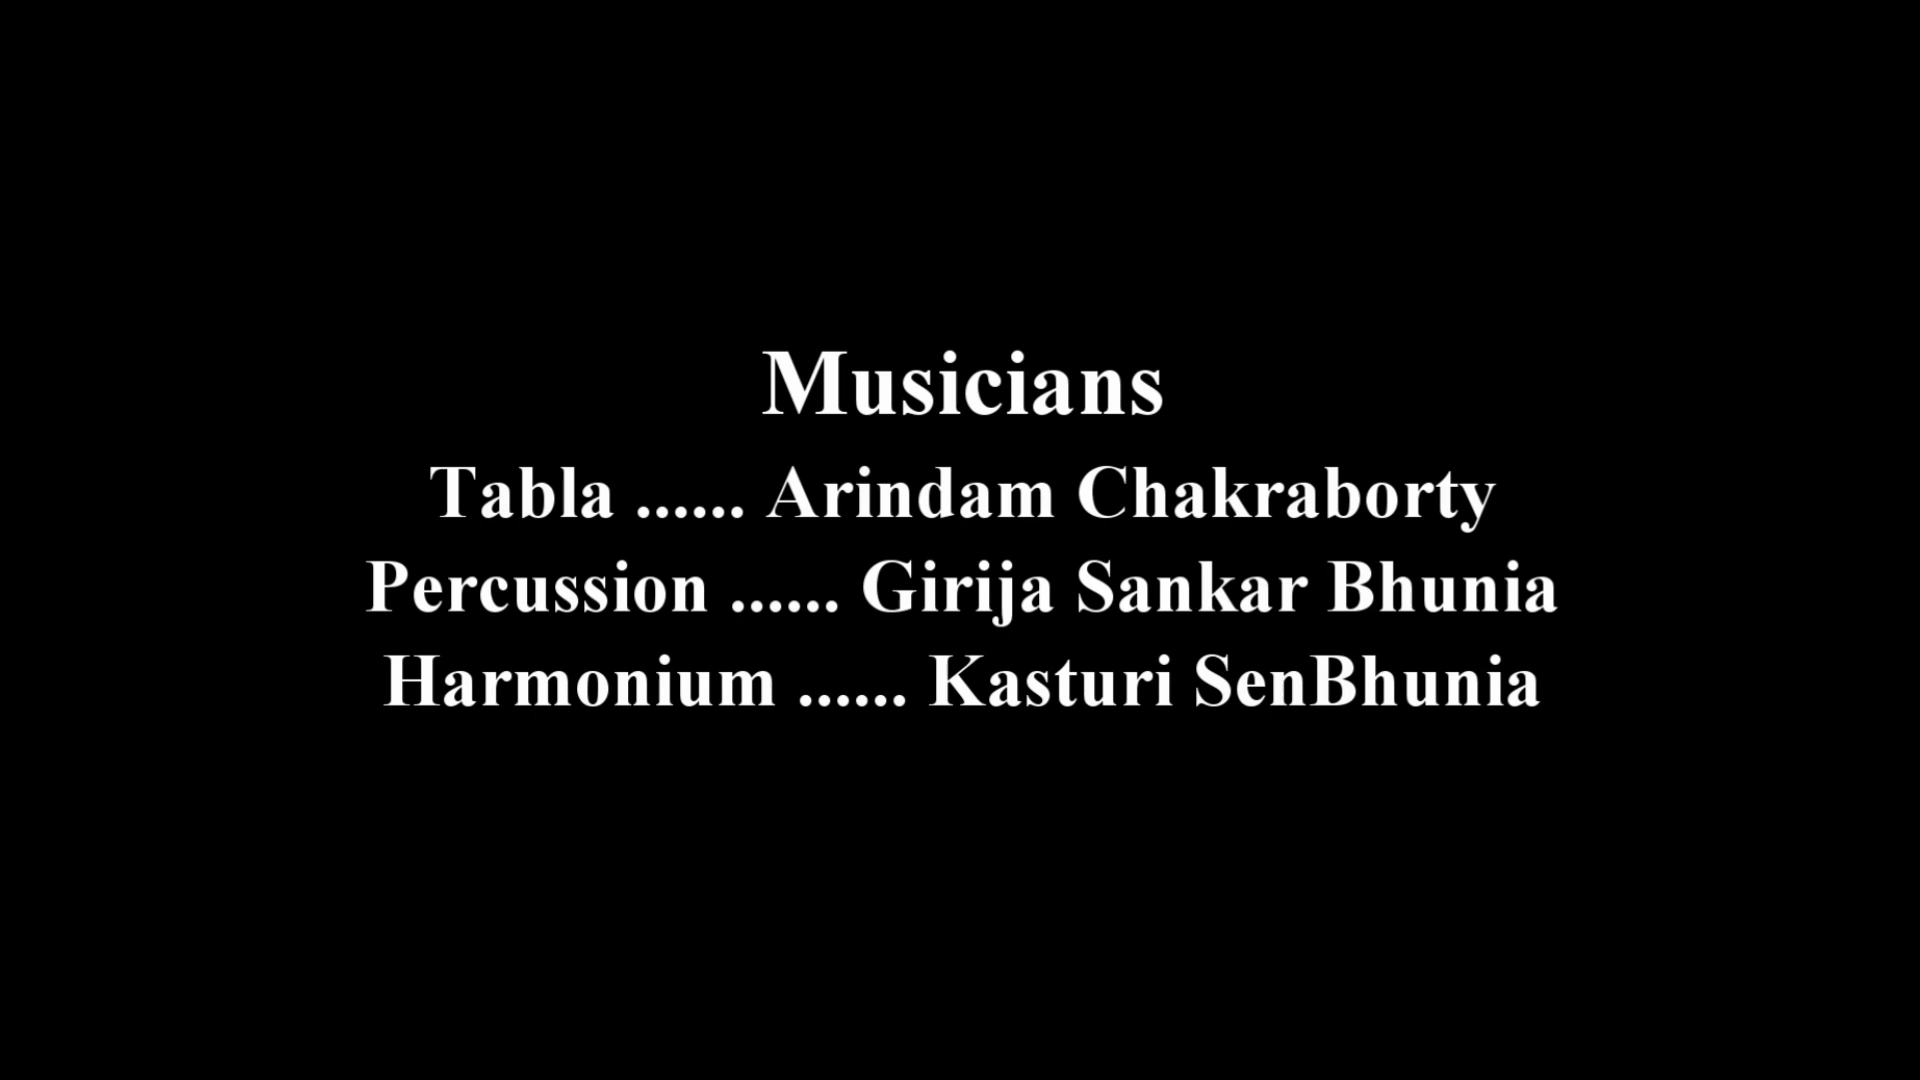 Musicians
Tabla ...... Arindam Chakraborty
Percussion ...... Girija Sankar Bhunia
Harmonium ...... Kasturi SenBhunia